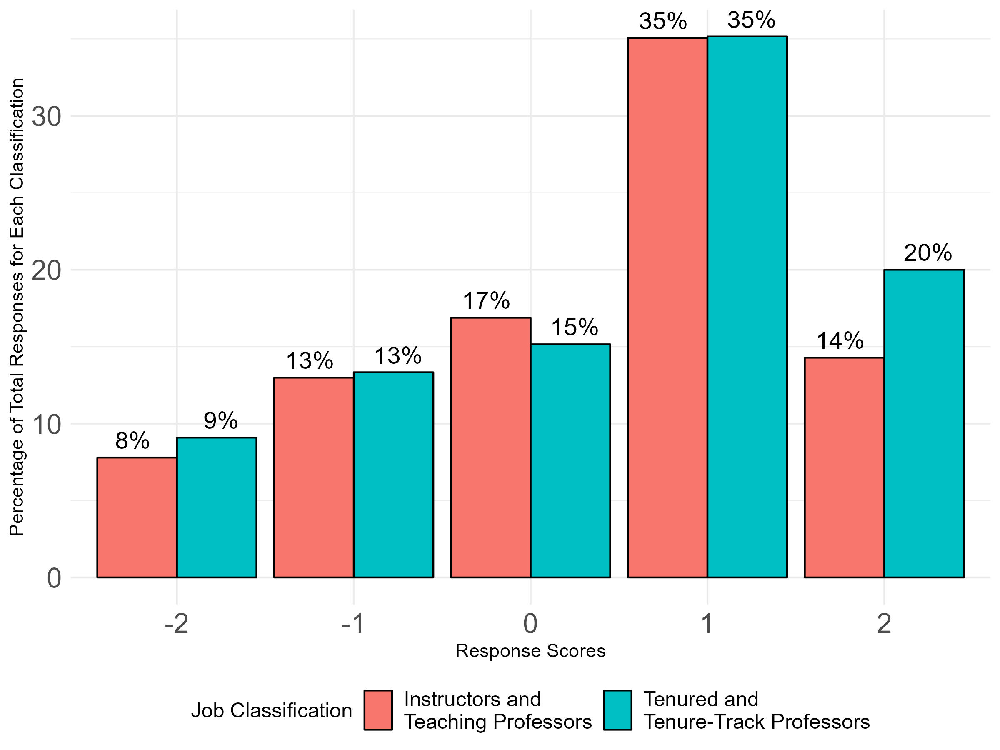 35%
35%
20%
17%
15%
14%
13%
13%
9%
8%
Percentage of Total Responses for Each Classification
30
20
10
0
-2
-1
0
1
2
Response Scores
Job Classification
Instructors and
Teaching Professors
Tenured and
Tenure-Track Professors